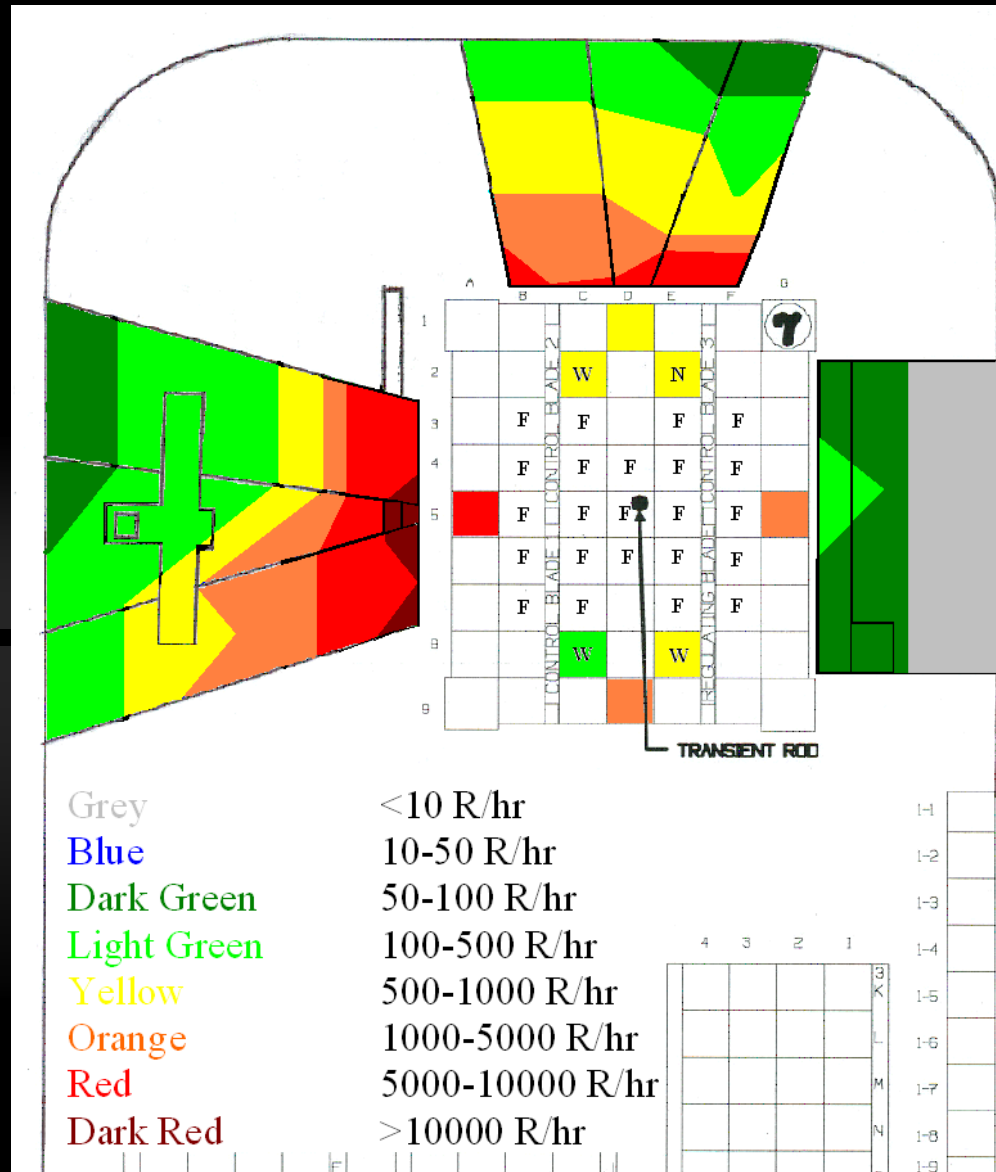 A B C D E F G
1
2
W N
3
F F F F
4
F F F F F
5
F F F F F
F F F F F
F F F F
8
W W W
9
CONTROL BLADE 1 CONTROL BLADE 2
REGULATING BLADE CONTROL BLADE 3
7
TRANSIENT ROD
Grey <10 R/hr
Blue 10-50 R/hr
Dark Green 50-100 R/hr
Light Green 100-500 R/hr
Yellow 500-1000 R/hr
Orange 1000-5000 R/hr
Red 5000-10000 R/hr
Dark Red >10000 R/hr
4 3 2 1
3
K
L
M
N
1-1
1-2
1-3
1-4
1-5
1-6
1-7
1-8
1-9